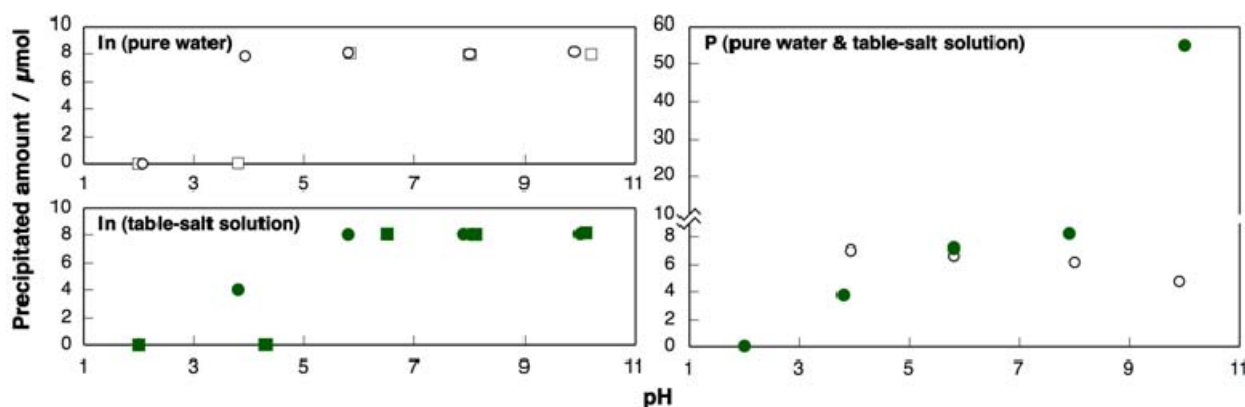 Precipitated amount / µmol
In (pure water)
10
8
6
4
2
0
1 3 5 7 9 11
In (table-salt solution)
10
8
6
4
2
0
1 3 5 7 9 11
P (pure water & table-salt solution)
60
50
40
30
20
10
8
6
4
2
0
1 3 5 7 9 11
pH